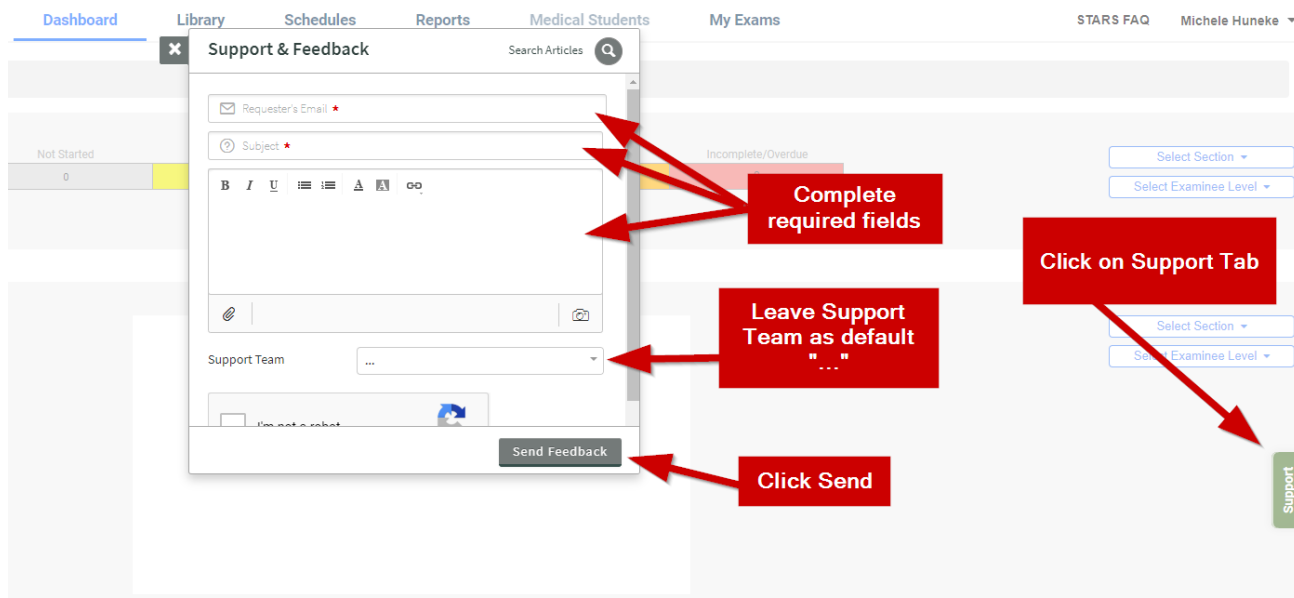 Dashboard Library Schedules Reports Medical Students My Exams STARS FAQ Michele Huneke
Support & Feedback Search Articles
Requester's Email *
Subject *
Not Started
0
Incomplete/Overdue
Select Section
Select Examinee Level
B I U A A
Complete
required fields
Click on Support Tab
Leave Support
Team as default
"..."
Select Section
Select Examinee Level
Support Team ...
I'm not a robot
Send Feedback
Click Send
Support